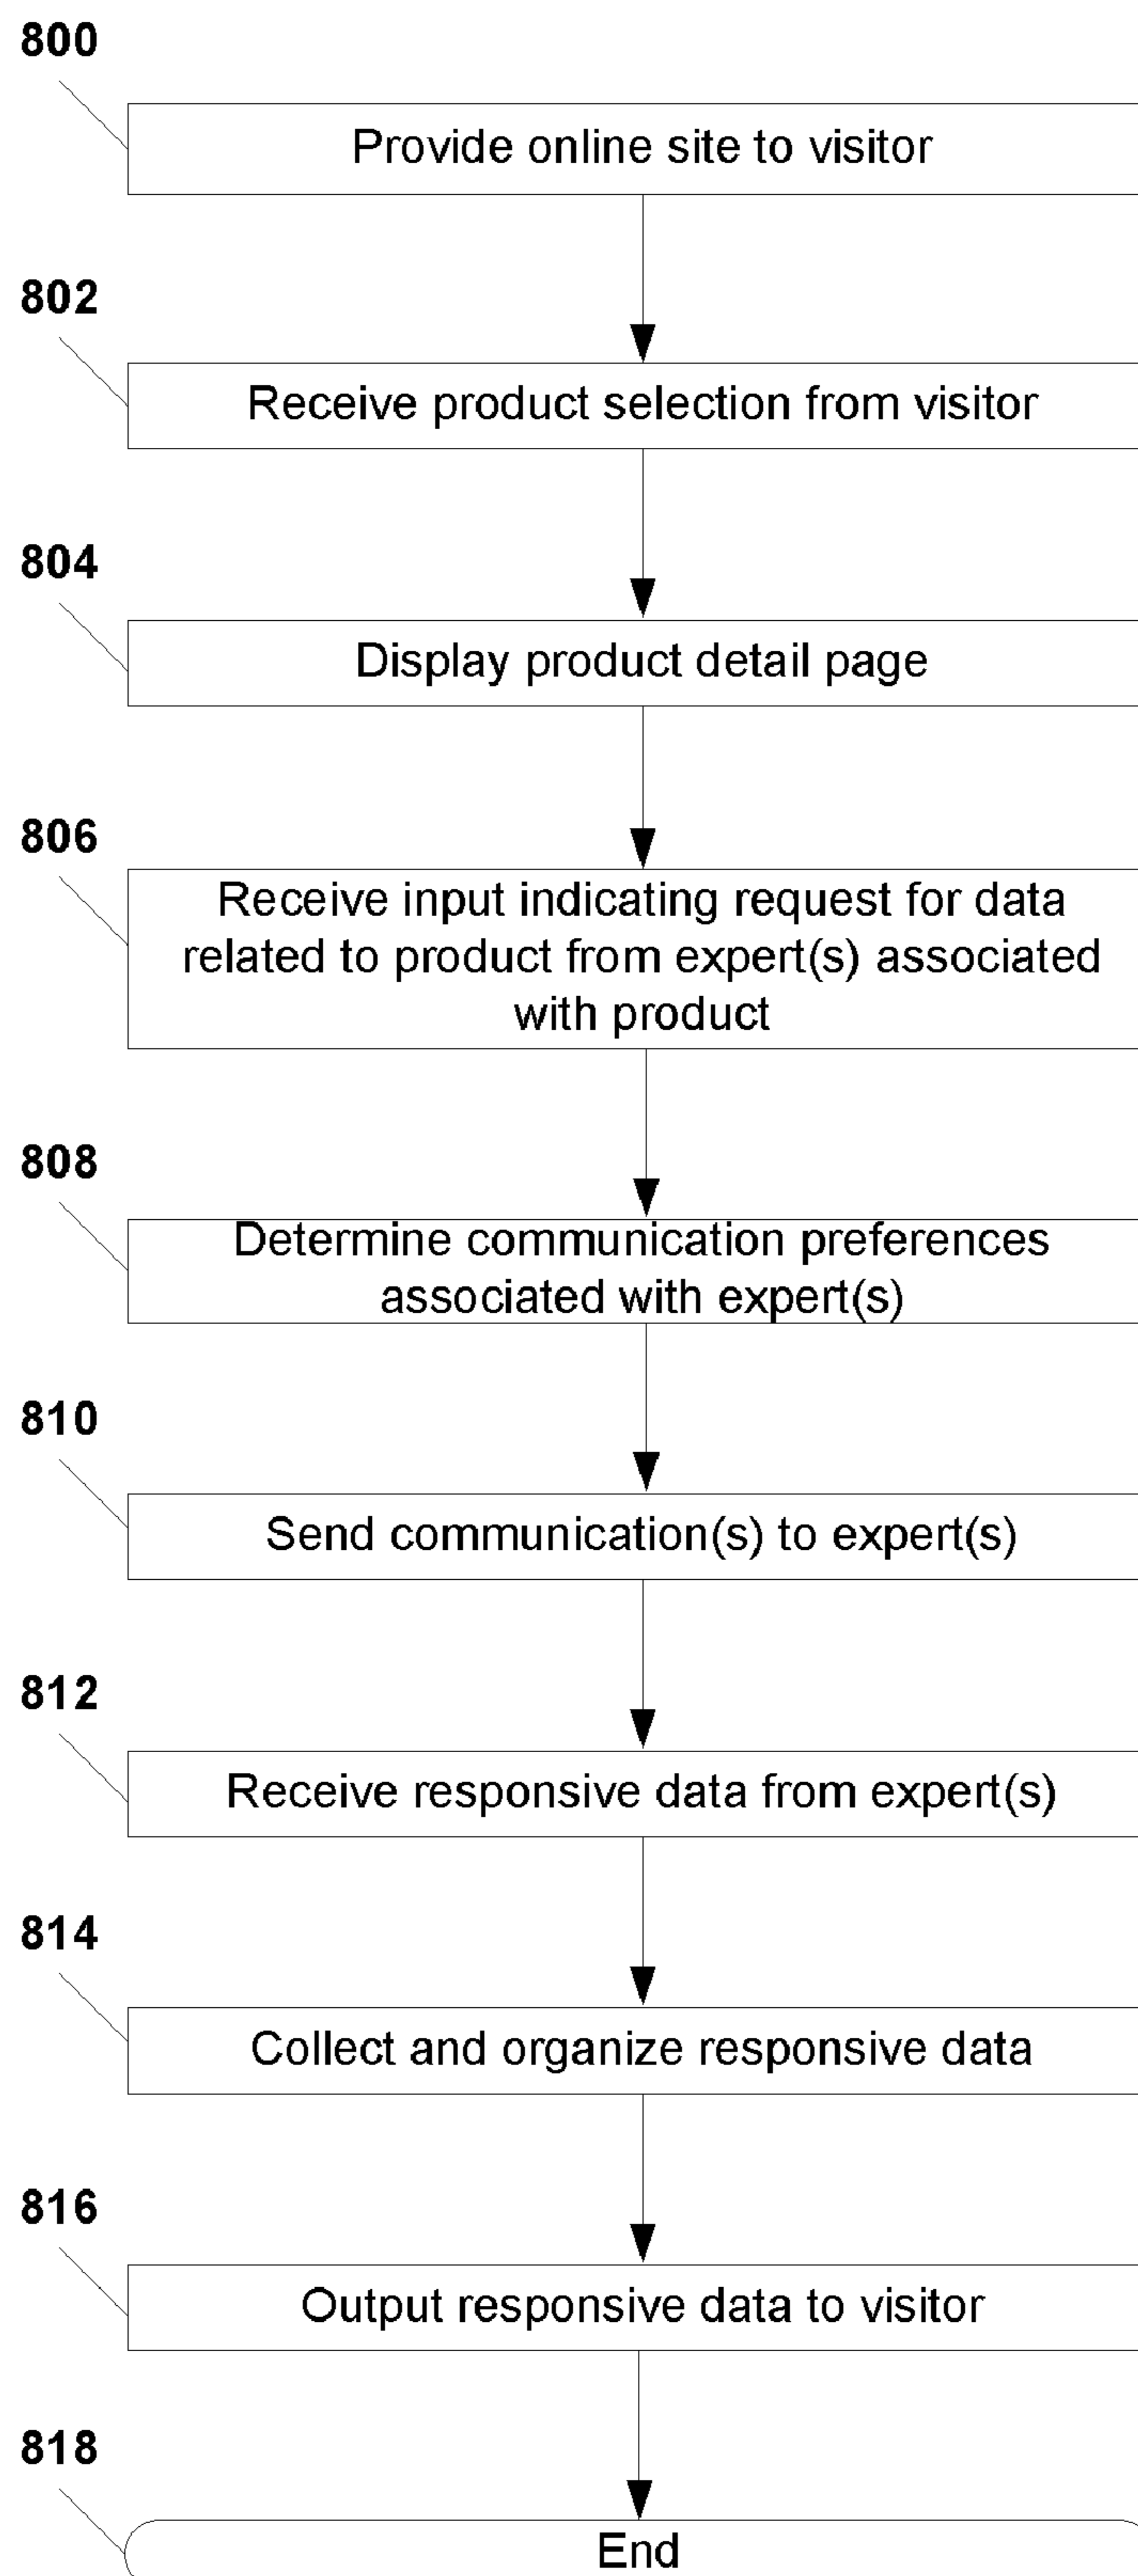 800
Provide online site to visitor
802
Receive product selection from visitor
804
Display product detail page
806
Receive input indicating request for data
related to product from expert(s) associated
with product
808
Determine communication preferences
associated with expert(s)
810
Send communication(s) to expert(s)
812
Receive responsive data from expert(s)
814
Collect and organize responsive data
816
Output responsive data to visitor
818
End